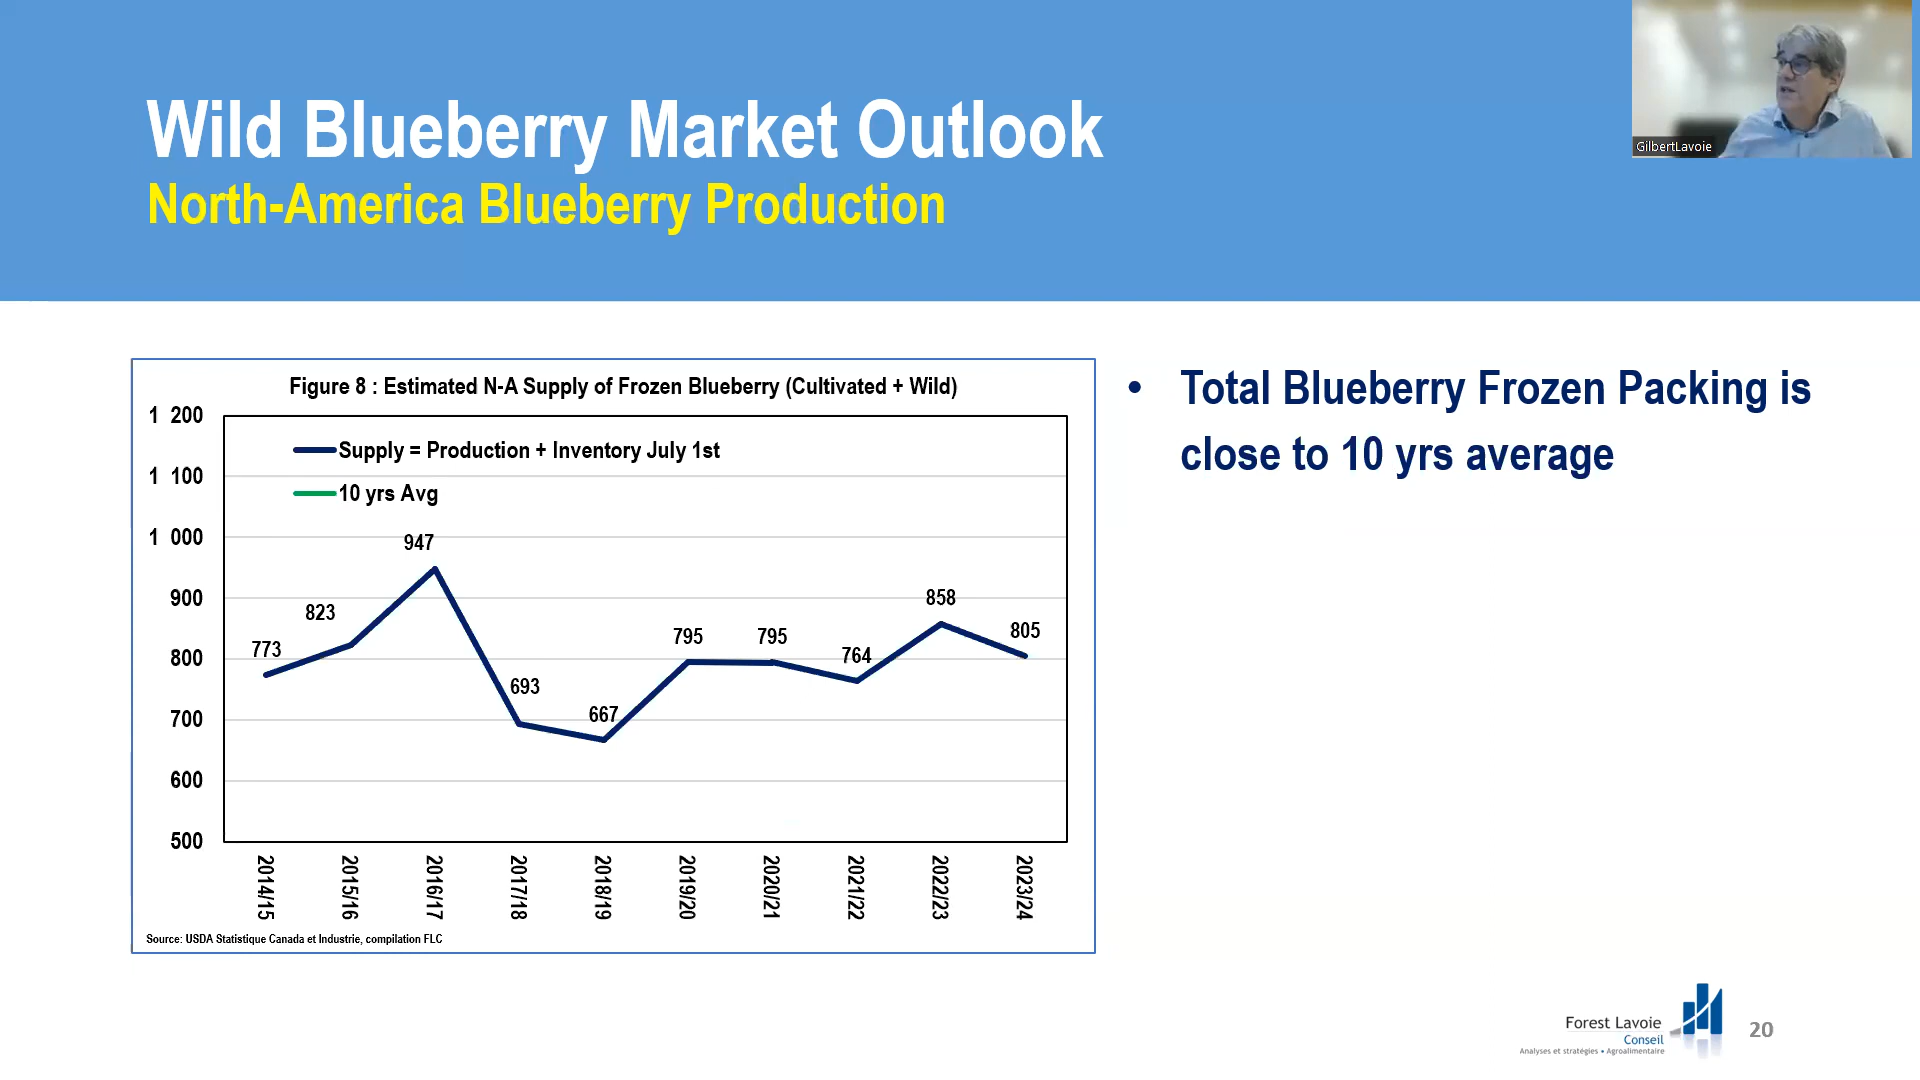 GilbertLavoie
Wild Blueberry Market Outlook
North-America Blueberry Production
Figure 8 : Estimated N-A Supply of Frozen Blueberry (Cultivated + Wild)
1 200
1 100
1 000
900
800
700
600
500
Supply = Production + Inventory July 1st
10 yrs Avg
773
823
947
693
667
795
795
764
858
805
2014/15
2015/16
2016/17
2017/18
2018/19
2019/20
2020/21
2021/22
2022/23
2023/24
Source: USDA Statistique Canada et Industrie, compilation FLC
• Total Blueberry Frozen Packing is
close to 10 yrs average
Forest Lavoie
Conseil
Analyses et stratégies • Agroalimentaire
20